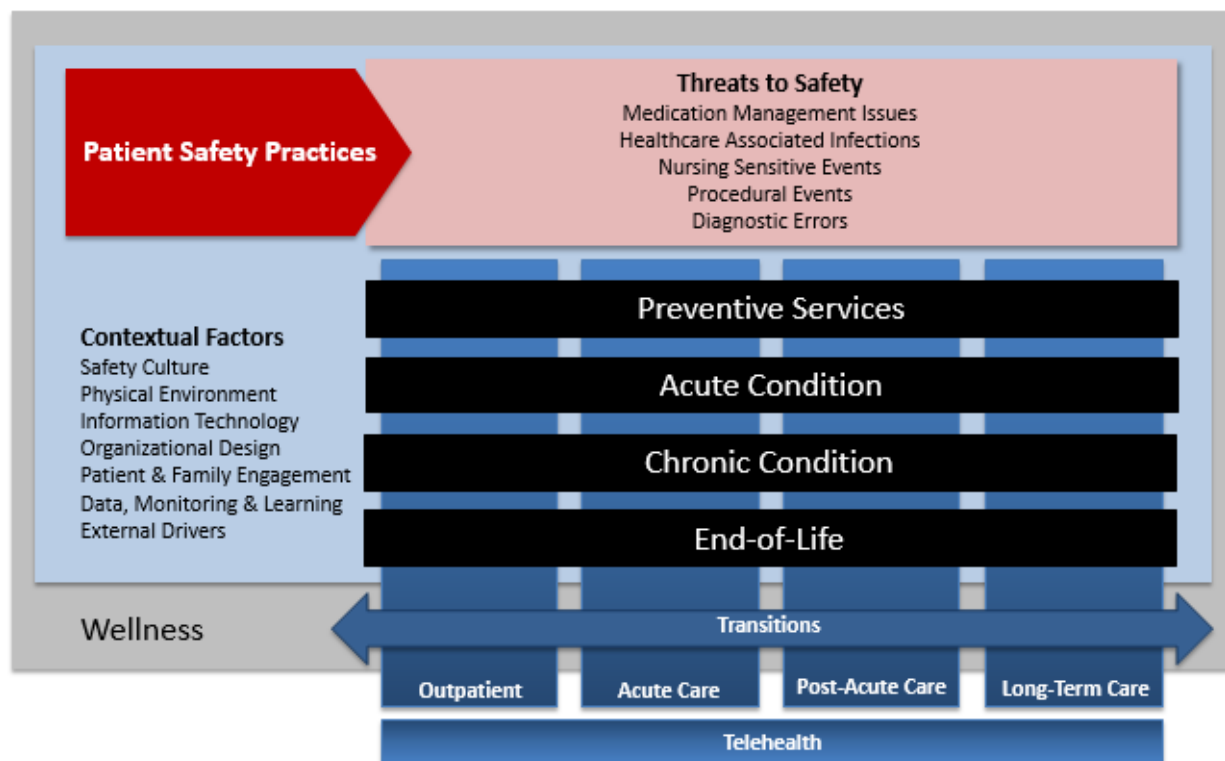 Patient Safety Practices
Threats to Safety
Medication Management Issues
Healthcare Associated Infections
Nursing Sensitive Events
Procedural Events
Diagnostic Errors
Contextual Factors
Safety Culture
Physical Environment
Information Technology
Organizational Design
Patient & Family Engagement
Data, Monitoring & Learning
External Drivers
Preventive Services
Acute Condition
Chronic Condition
End-of-Life
Wellness
Transitions
Outpatient
Acute Care
Post-Acute Care
Long-Term Care
Telehealth